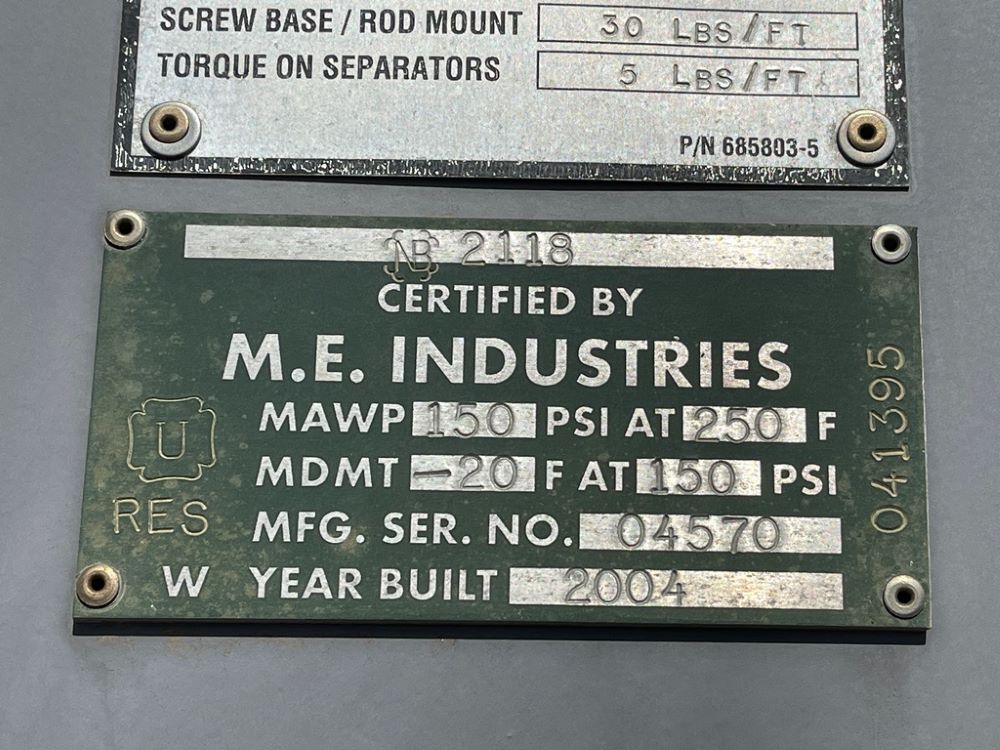 SCREW BASE / ROD MOUNT 30 LBS/FT
TORQUE ON SEPARATORS 5 LBS/FT
P/N 685803-5
NB 2118
CERTIFIED BY
M.E. INDUSTRIES
MAWP 150 PSI AT 250 F
U
MDMT -20 F AT 150 PSI
RES
MFG. SER. NO. 04570
W YEAR BUILT 2004
041395